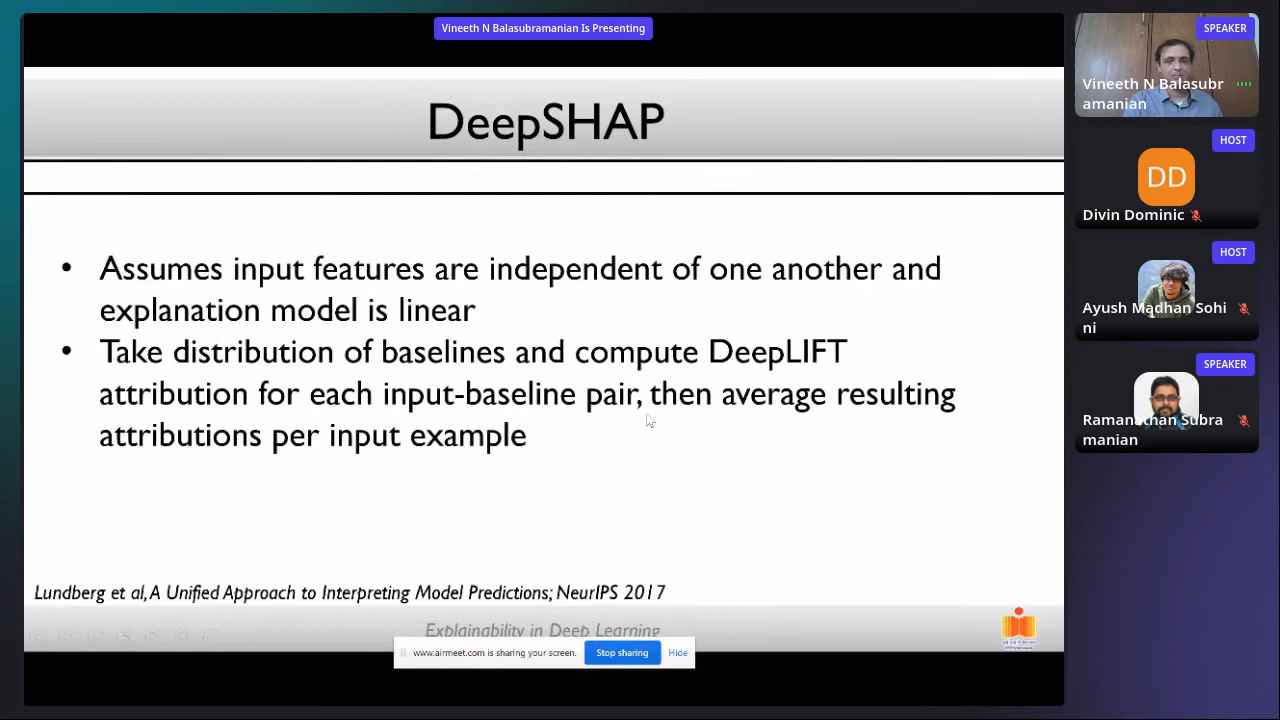 Vineeth N Balasubramanian Is Presenting
DeepSHAP
• Assumes input features are independent of one another and
explanation model is linear
• Take distribution of baselines and compute DeepLIFT
attribution for each input-baseline pair, then average resulting
attributions per input example
Lundberg et al, A Unified Approach to Interpreting Model Predictions; NeurIPS 2017
Explainability in Deep Learning
www.airmeet.com is sharing your screen. Stop sharing Hide
SPEAKER
Vineeth N Balasubr
amanian
HOST
DD
Divin Dominic
HOST
Ayush Madhan Sohi
ni
SPEAKER
Ramanathan Subra
manian